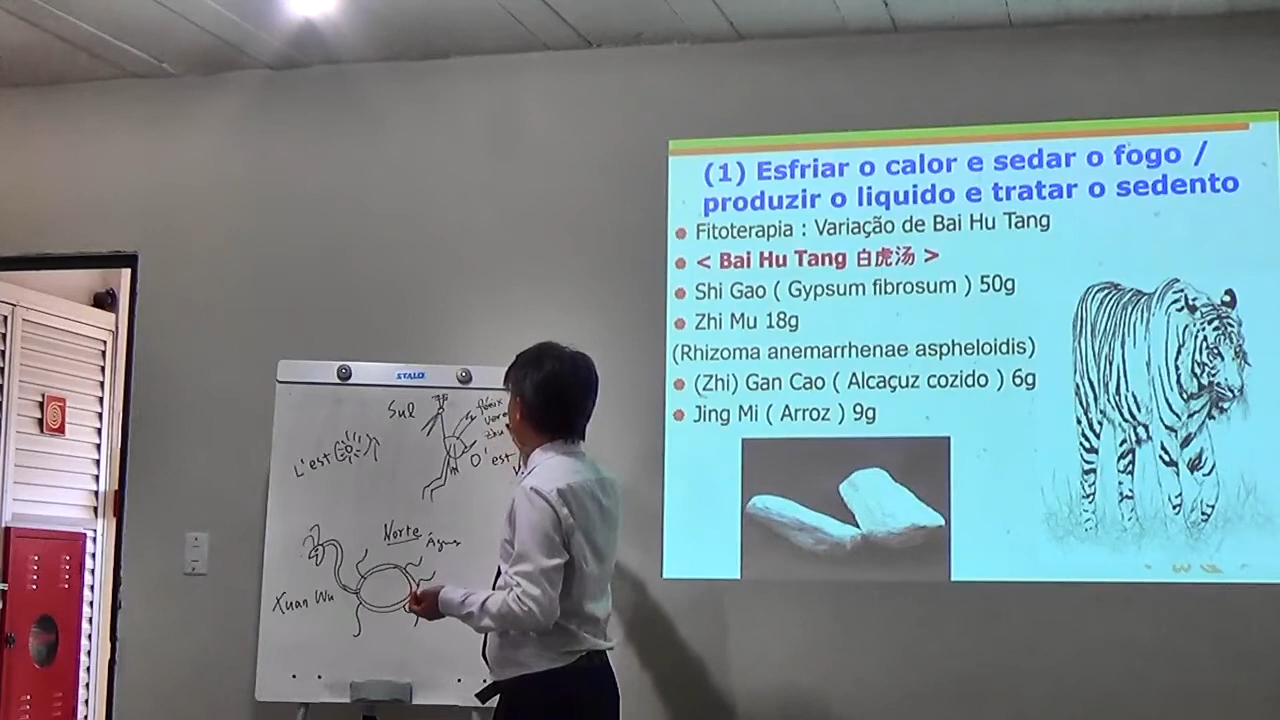 (1) Esfriar o calor e sedar o fogo /
produzir o liquido e tratar o sedento
Fitoterapia : Variação de Bai Hu Tang
< Bai Hu Tang 白虎汤 >
Shi Gao ( Gypsum fibrosum ) 50g
Zhi Mu 18g
(Rhizoma anemarrhenae aspheloidis)
(Zhi) Gan Cao ( Alcaçuz cozido ) 6g
Jing Mi ( Arroz ) 9g
STALO
Sul
fênix
L'est
O'est
Norte
Água
Xuan Wu